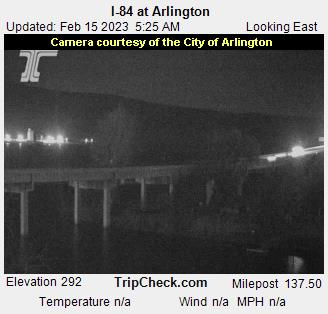 I-84 at Arlington
Updated: Feb 15 2023 5:25 AM Looking East
Camera courtesy of the City of Arlington
Elevation 292 TripCheck.com Milepost 137.50
Temperature n/a Wind n/a MPH n/a